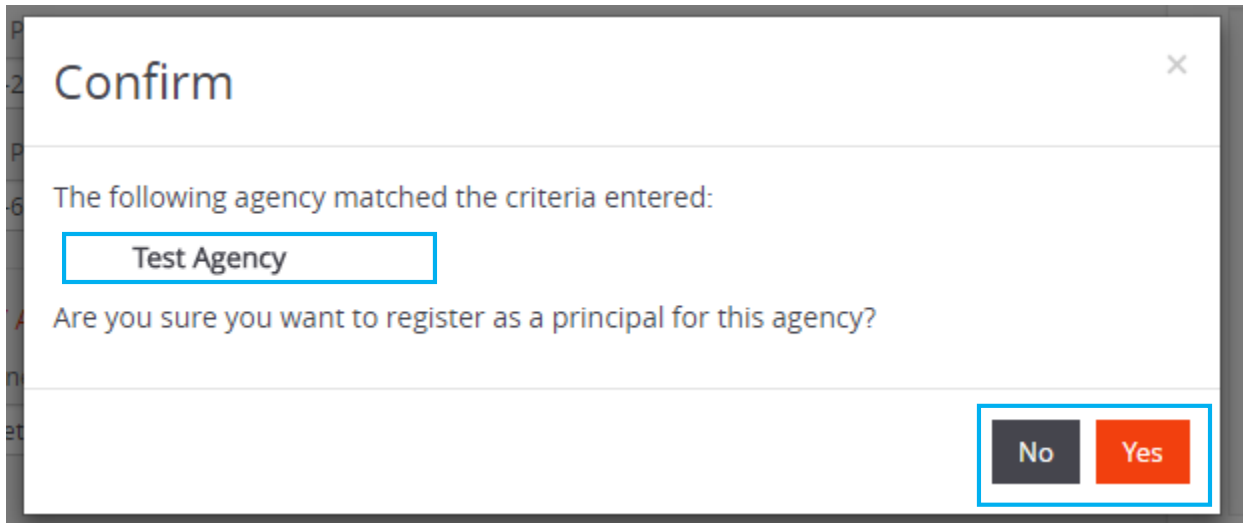 Confirm
×
The following agency matched the criteria entered:
Test Agency
Are you sure you want to register as a principal for this agency?
No Yes